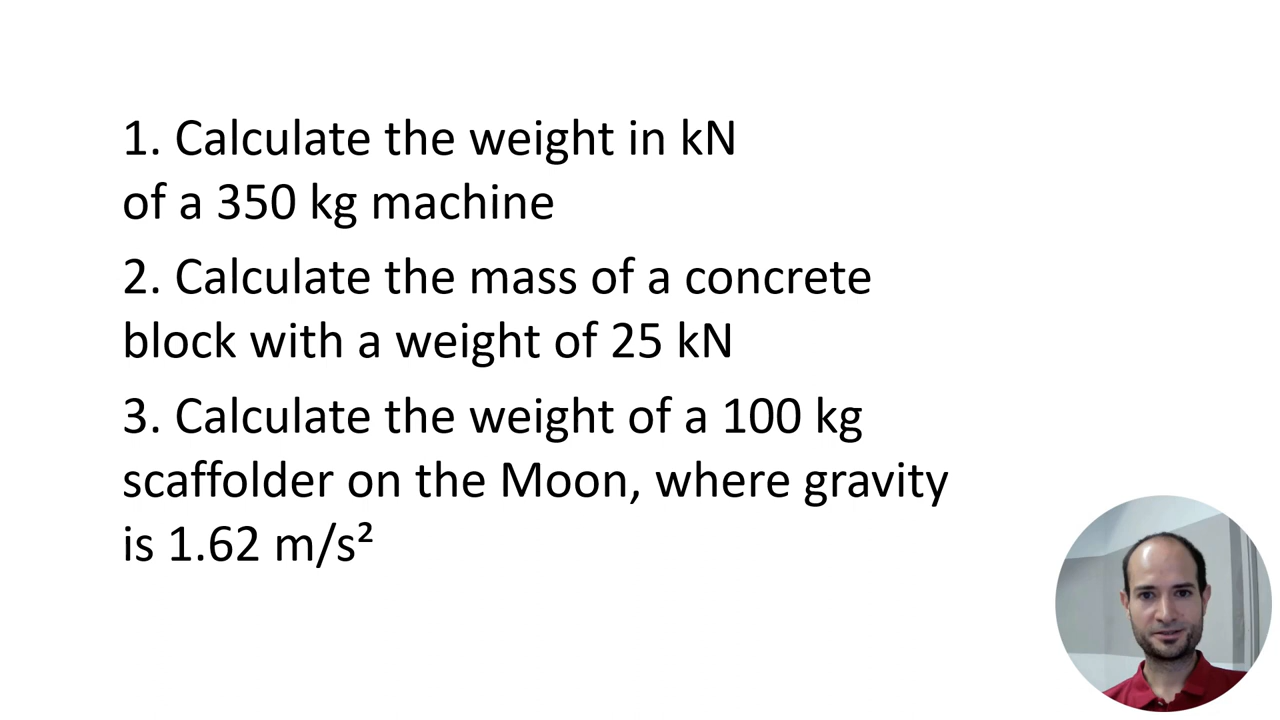 1. Calculate the weight in kN
of a 350 kg machine
2. Calculate the mass of a concrete
block with a weight of 25 kN
3. Calculate the weight of a 100 kg
scaffolder on the Moon, where gravity
is 1.62 m/s²